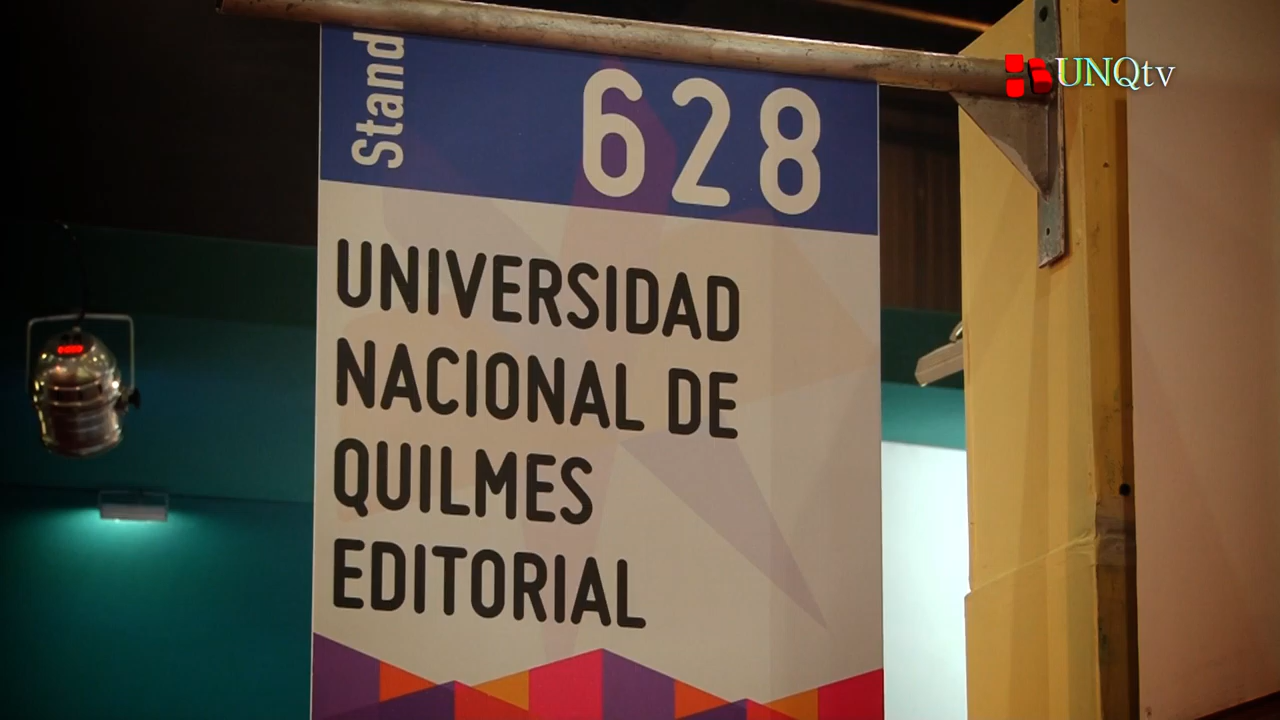 Stand
628
UNIVERSIDAD
NACIONAL DE
QUILMES
EDITORIAL
UNQtv